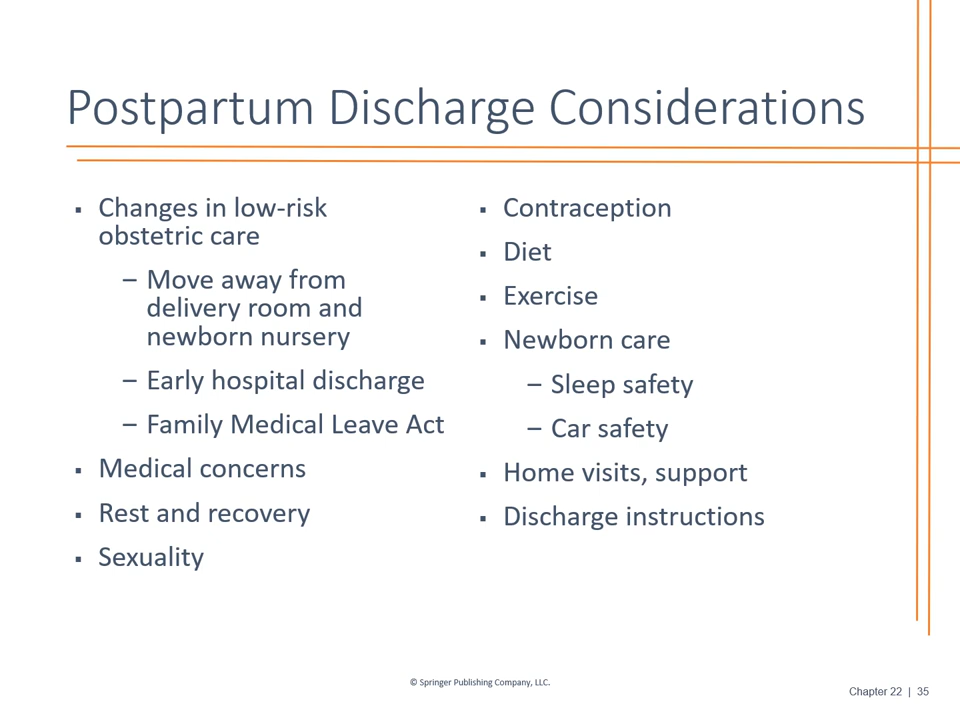 Postpartum Discharge Considerations
▪ Changes in low-risk
obstetric care
– Move away from
delivery room and
newborn nursery
– Early hospital discharge
– Family Medical Leave Act
▪ Medical concerns
▪ Rest and recovery
▪ Sexuality
▪ Contraception
▪ Diet
▪ Exercise
▪ Newborn care
– Sleep safety
– Car safety
▪ Home visits, support
▪ Discharge instructions
© Springer Publishing Company, LLC.
Chapter 22 | 35